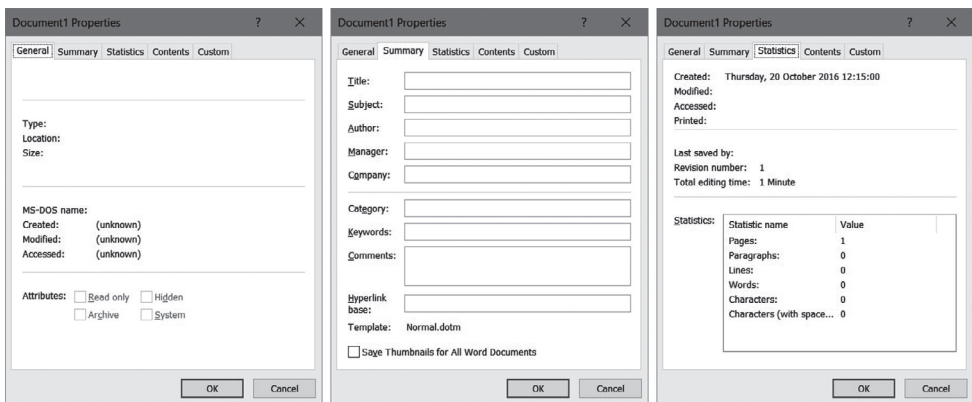 Document1 Properties ? ×
General Summary Statistics Contents Custom
Type:
Location:
Size:
MS-DOS name:
Created: (unknown)
Modified: (unknown)
Accessed: (unknown)
Attributes: Read only Hidden
Archive System
OK Cancel
Document1 Properties ? ×
General Summary Statistics Contents Custom
Title:
Subject:
Author:
Manager:
Company:
Category:
Keywords:
Comments:
Hyperlink
base:
Template: Normal.dotm
Save Thumbnails for All Word Documents
OK Cancel
Document1 Properties ? ×
General Summary Statistics Contents Custom
Created: Thursday, 20 October 2016 12:15:00
Modified:
Accessed:
Printed:
Last saved by:
Revision number: 1
Total editing time: 1 Minute
Statistics: Statistic name Value
Pages: 1
Paragraphs: 0
Lines: 0
Words: 0
Characters: 0
Characters (with space... 0
OK Cancel